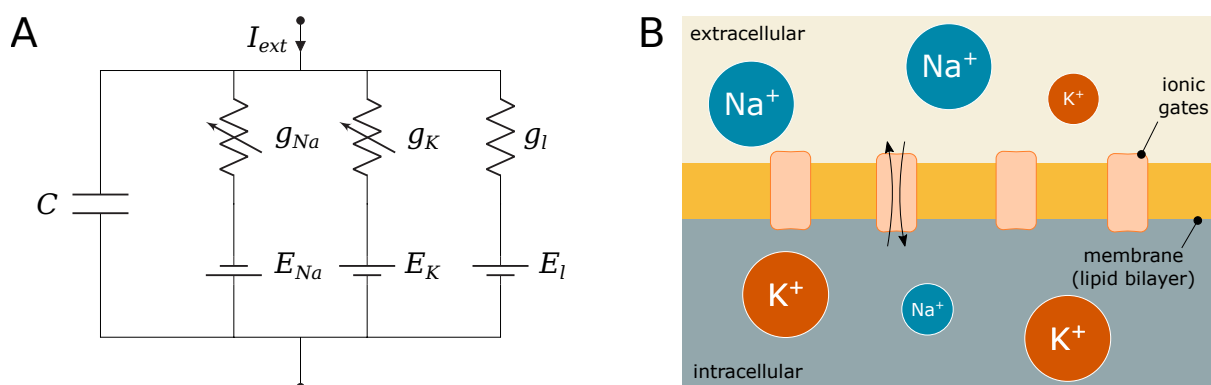 A
I_ext
g_Na
g_K
g_l
C
E_Na
E_K
E_l
B
extracellular
Na⁺
Na⁺
K⁺
ionic
gates
membrane
(lipid bilayer)
K⁺
Na⁺
K⁺
intracellular